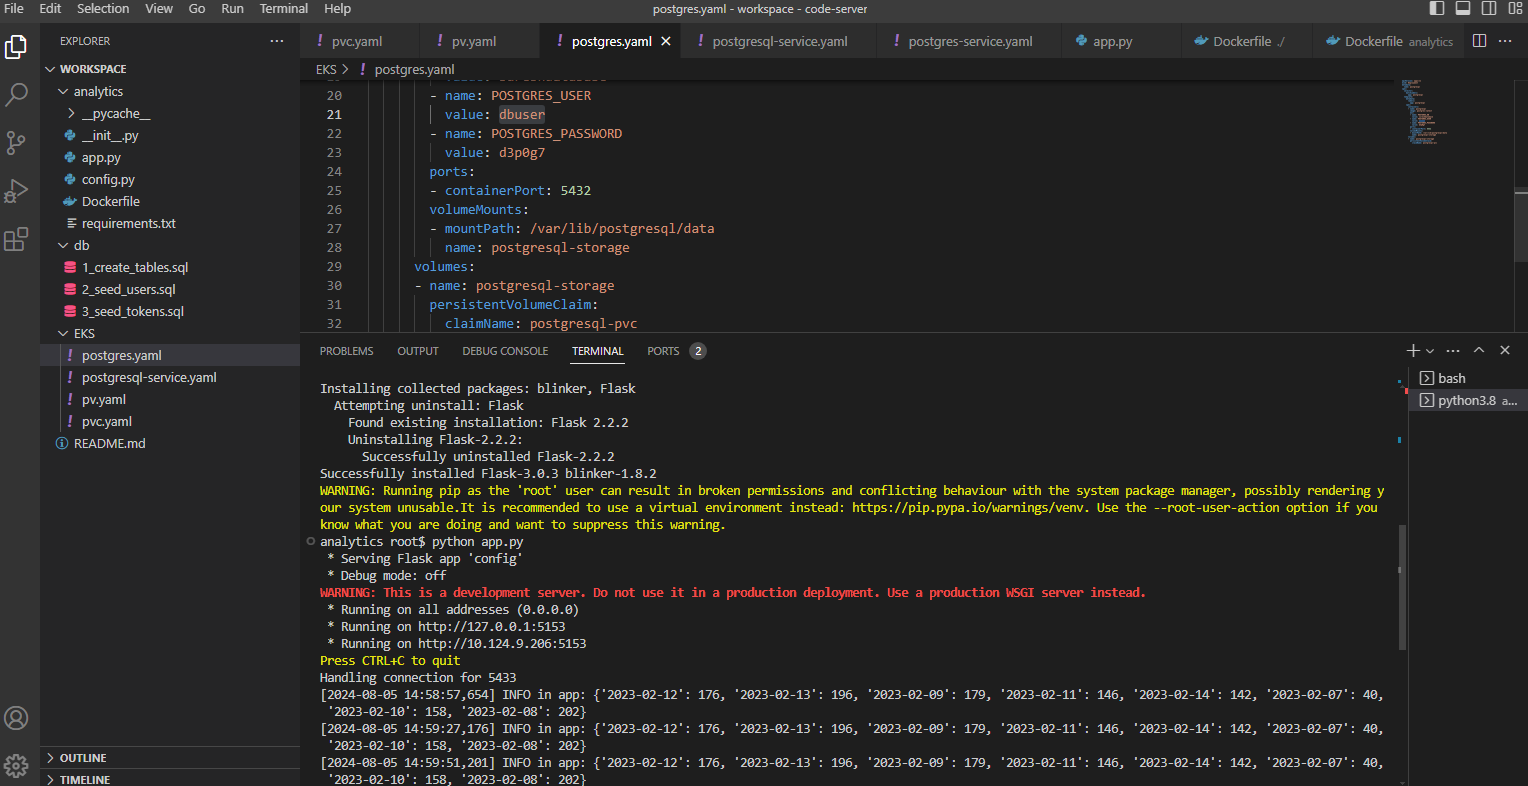 File Edit Selection View Go Run Terminal Help postgres.yaml - workspace - code-server
EXPLORER ···
WORKSPACE
analytics
__pycache__
__init__.py
app.py
config.py
Dockerfile
requirements.txt
db
1_create_tables.sql
2_seed_users.sql
3_seed_tokens.sql
EKS
! postgres.yaml
! postgresql-service.yaml
! pv.yaml
! pvc.yaml
README.md
OUTLINE
TIMELINE
! pvc.yaml ! pv.yaml ! postgres.yaml ! postgresql-service.yaml ! postgres-service.yaml app.py Dockerfile ./ Dockerfile analytics
EKS > ! postgres.yaml
20 - name: POSTGRES_USER
21 value: dbuser
22 - name: POSTGRES_PASSWORD
23 value: d3p0g7
24 ports:
25 - containerPort: 5432
26 volumeMounts:
27 - mountPath: /var/lib/postgresql/data
28 name: postgresql-storage
29 volumes:
30 - name: postgresql-storage
31 persistentVolumeClaim:
32 claimName: postgresql-pvc
PROBLEMS OUTPUT DEBUG CONSOLE TERMINAL PORTS 2
Installing collected packages: blinker, Flask
Attempting uninstall: Flask
Found existing installation: Flask 2.2.2
Uninstalling Flask-2.2.2:
Successfully uninstalled Flask-2.2.2
Successfully installed Flask-3.0.3 blinker-1.8.2
WARNING: Running pip as the 'root' user can result in broken permissions and conflicting behaviour with the system package manager, possibly rendering y
our system unusable.It is recommended to use a virtual environment instead: https://pip.pypa.io/warnings/venv. Use the --root-user-action option if you
know what you are doing and want to suppress this warning.
analytics root$ python app.py
* Serving Flask app 'config'
* Debug mode: off
WARNING: This is a development server. Do not use it in a production deployment. Use a production WSGI server instead.
* Running on all addresses (0.0.0.0)
* Running on http://127.0.0.1:5153
* Running on http://10.124.9.206:5153
Press CTRL+C to quit
Handling connection for 5433
[2024-08-05 14:58:57,654] INFO in app: {'2023-02-12': 176, '2023-02-13': 196, '2023-02-09': 179, '2023-02-11': 146, '2023-02-14': 142, '2023-02-07': 40,
'2023-02-10': 158, '2023-02-08': 202}
[2024-08-05 14:59:27,176] INFO in app: {'2023-02-12': 176, '2023-02-13': 196, '2023-02-09': 179, '2023-02-11': 146, '2023-02-14': 142, '2023-02-07': 40,
'2023-02-10': 158, '2023-02-08': 202}
[2024-08-05 14:59:51,201] INFO in app: {'2023-02-12': 176, '2023-02-13': 196, '2023-02-09': 179, '2023-02-11': 146, '2023-02-14': 142, '2023-02-07': 40,
'2023-02-10': 158, '2023-02-08': 202}
bash
python3.8 a...